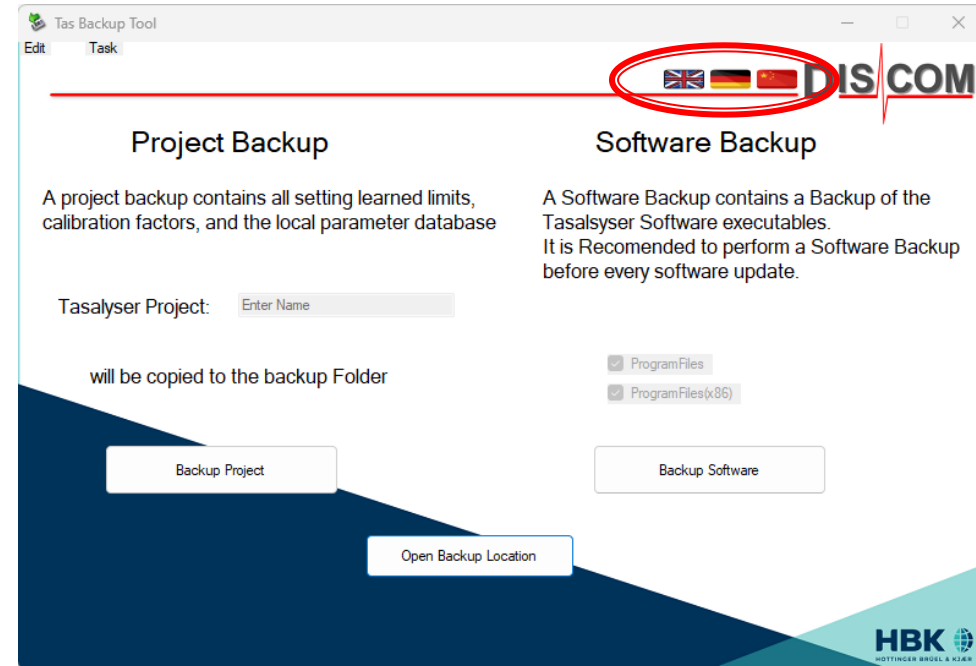 Tas Backup Tool
Edit Task
DISCOM
Project Backup
A project backup contains all setting learned limits,
calibration factors, and the local parameter database
Tasalyser Project: Enter Name
will be copied to the backup Folder
Backup Project
Software Backup
A Software Backup contains a Backup of the
Tasalsyser Software executables.
It is Recomended to perform a Software Backup
before every software update.
ProgramFiles
ProgramFiles(x86)
Backup Software
Open Backup Location
HBK
HOTTINGER BRÜEL & KJÆR